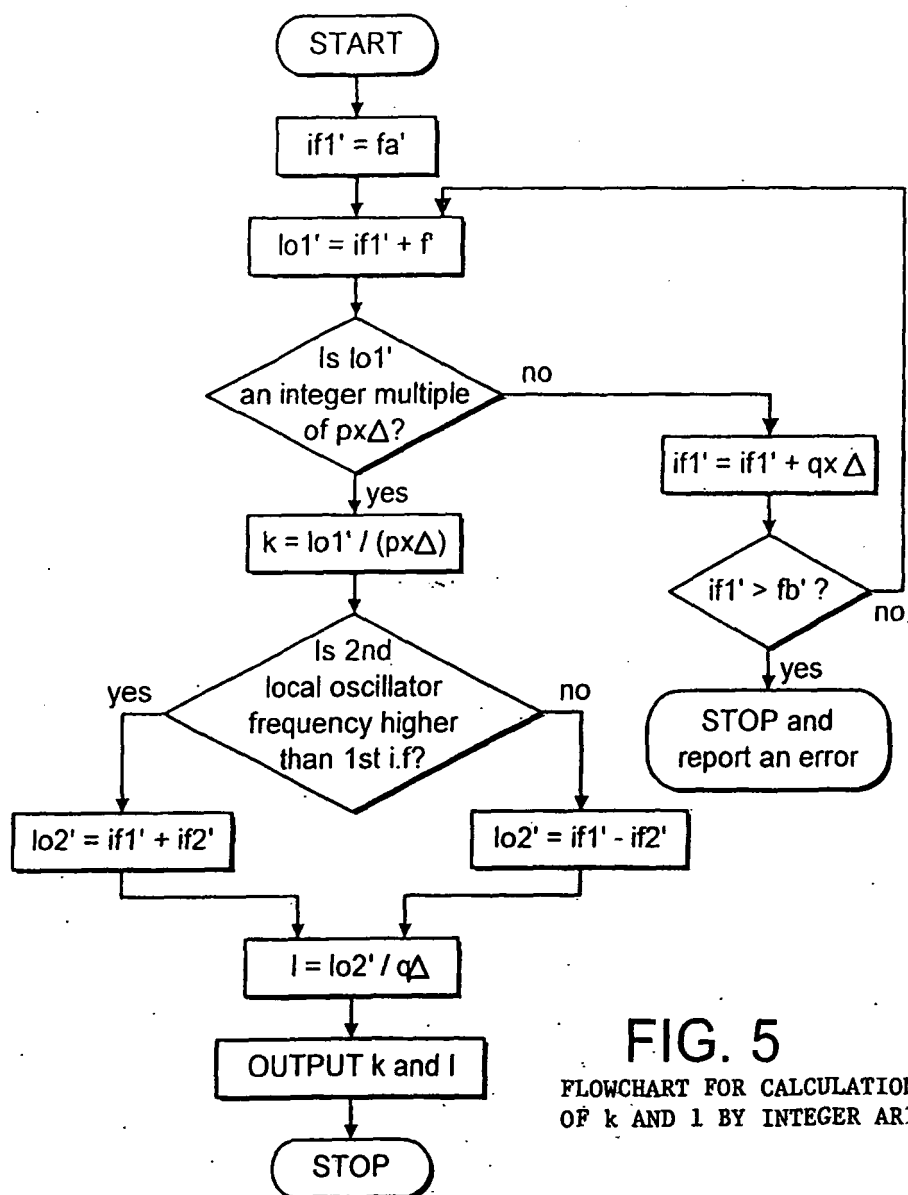 START
if1' = fa'
lo1' = if1' + f'
Is lo1'
an integer multiple
of px∆?
no
yes
if1' = if1' + qx ∆
k = lo1' / (px∆)
if1' > fb' ?
no
yes
STOP and
report an error
Is 2nd
local oscillator
frequency higher
than 1st i.f?
yes
no
lo2' = if1' + if2'
lo2' = if1' - if2'
l = lo2' / q∆
OUTPUT k and l
STOP
FIG. 5
FLOWCHART FOR CALCULATION
OF k AND l BY INTEGER